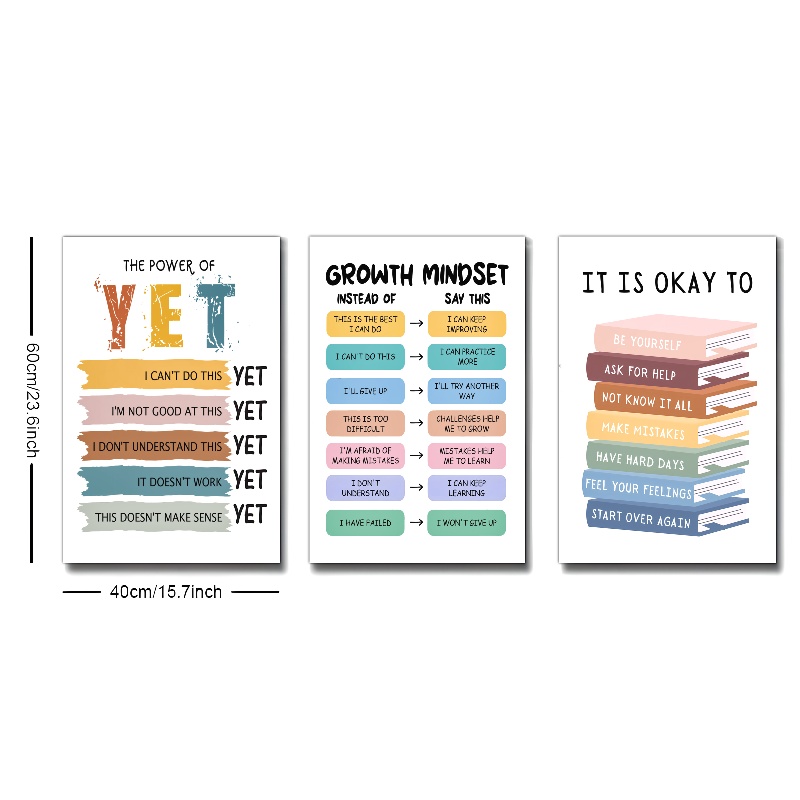 60cm/23.6inch
40cm/15.7inch
THE POWER OF
YET
I CAN'T DO THIS YET
I'M NOT GOOD AT THIS YET
I DON'T UNDERSTAND THIS YET
IT DOESN'T WORK YET
THIS DOESN'T MAKE SENSE YET
GROWTH MINDSET
INSTEAD OF
SAY THIS
THIS IS THE BEST
I CAN DO
I CAN KEEP
IMPROVING
I CAN'T DO THIS
I CAN PRACTICE
MORE
I'LL GIVE UP
I'LL TRY ANOTHER
WAY
THIS IS TOO
DIFFICULT
CHALLENGES HELP
ME TO GROW
I'M AFRAID OF
MAKING MISTAKES
MISTAKES HELP
ME TO LEARN
I DON'T
UNDERSTAND
I CAN KEEP
LEARNING
I HAVE FAILED
I WON'T GIVE UP
IT IS OKAY TO
BE YOURSELF
ASK FOR HELP
NOT KNOW IT ALL
MAKE MISTAKES
HAVE HARD DAYS
FEEL YOUR FEELINGS
START OVER AGAIN